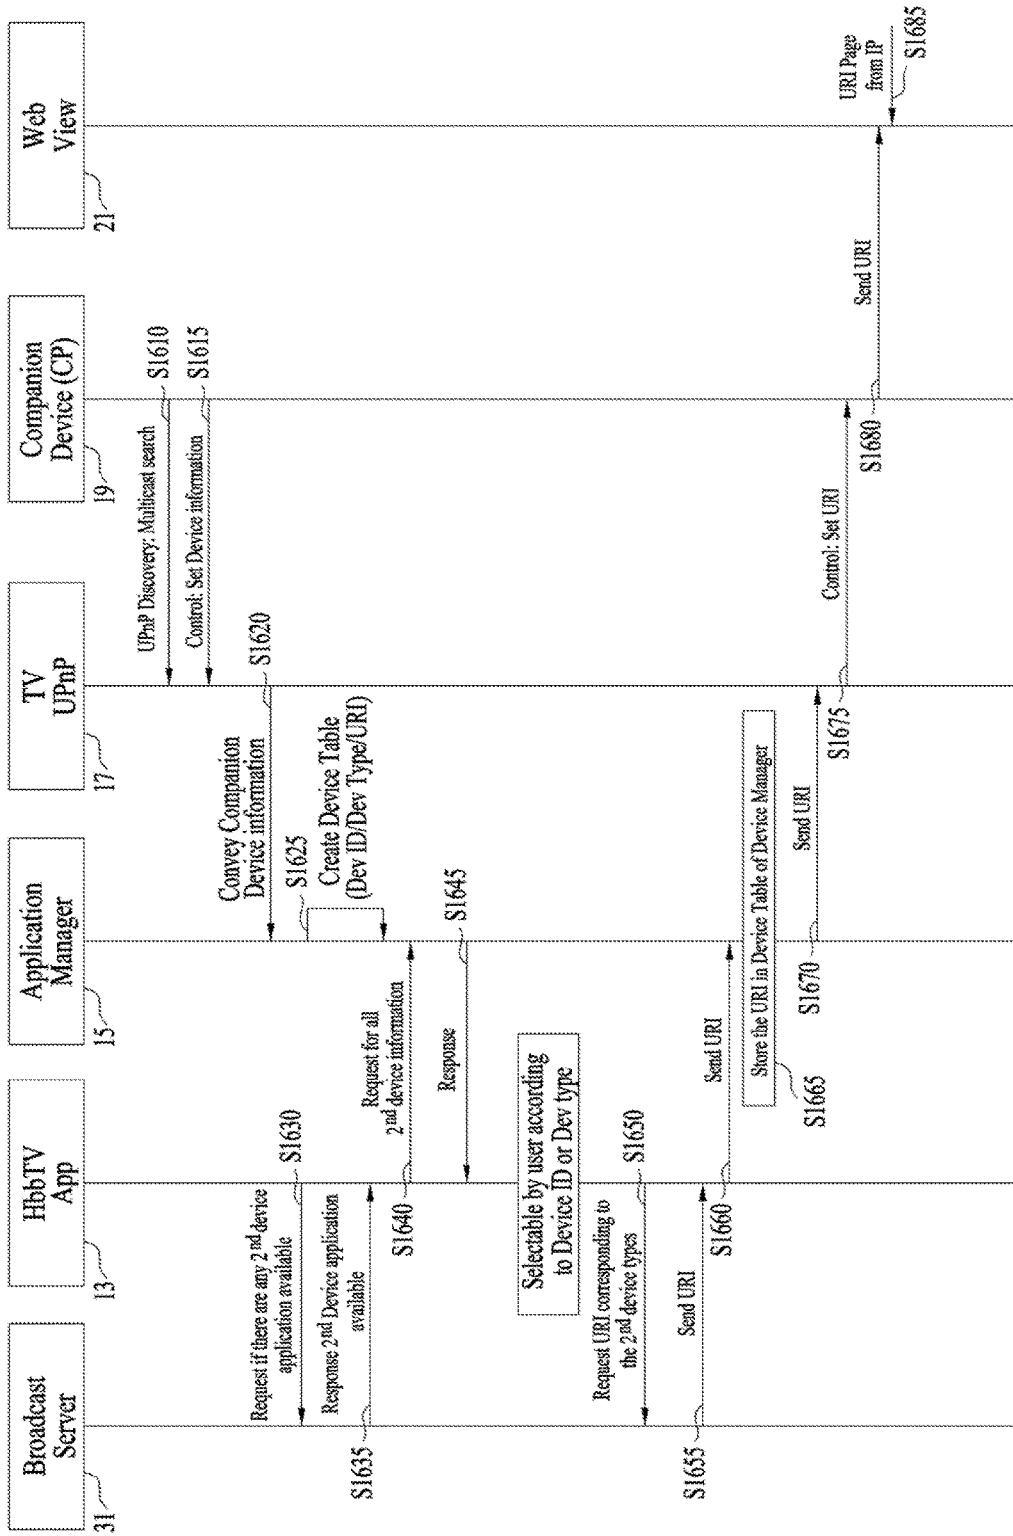 Broadcast
Server
31
HbbTV
App
13
Application
Manager
15
TV
UPnP
17
Companion
Device (CP)
19
Web
View
21
UPnP Discovery: Multicast search
S1610
Control: Set Device information
S1615
Convey Companion
Device information
S1620
S1625
Create Device Table
(Dev ID/Dev Type/URI)
Request if there are any 2nd device
application available
S1630
Response 2nd Device application
available
S1635
Request for all
2nd device information
S1640
Response
S1645
Selectable by user according
to Device ID or Dev type
Request URI corresponding to
the 2nd device types
S1650
Send URI
S1655
Send URI
S1660
Store the URI in Device Table of Device Manager
S1665
Send URI
S1670
Control: Set URI
S1675
Send URI
S1680
URI Page
from IP
S1685